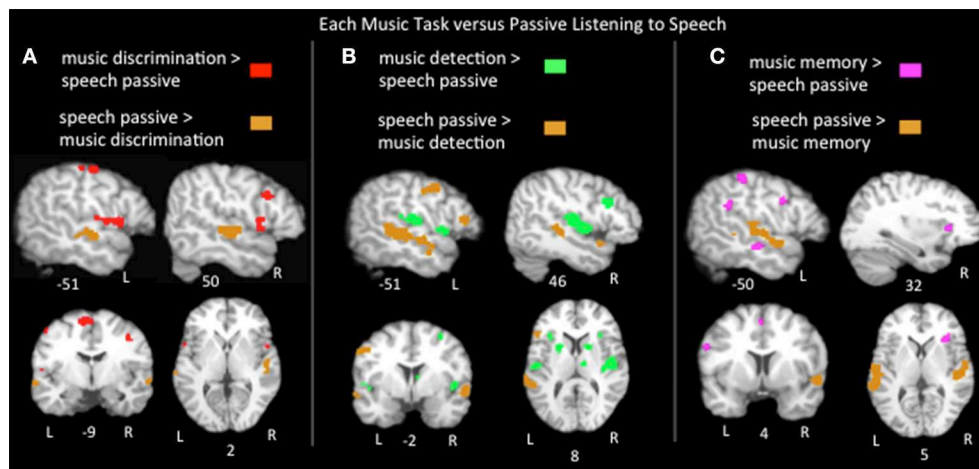 Each Music Task versus Passive Listening to Speech
A
music discrimination >
speech passive
speech passive >
music discrimination
-51
L
50
R
L
-9
R
2
L
R
B
music detection >
speech passive
speech passive >
music detection
-51
L
46
R
L
-2
R
8
L
R
C
music memory >
speech passive
speech passive >
music memory
-50
L
32
R
L
4
R
5
L
R